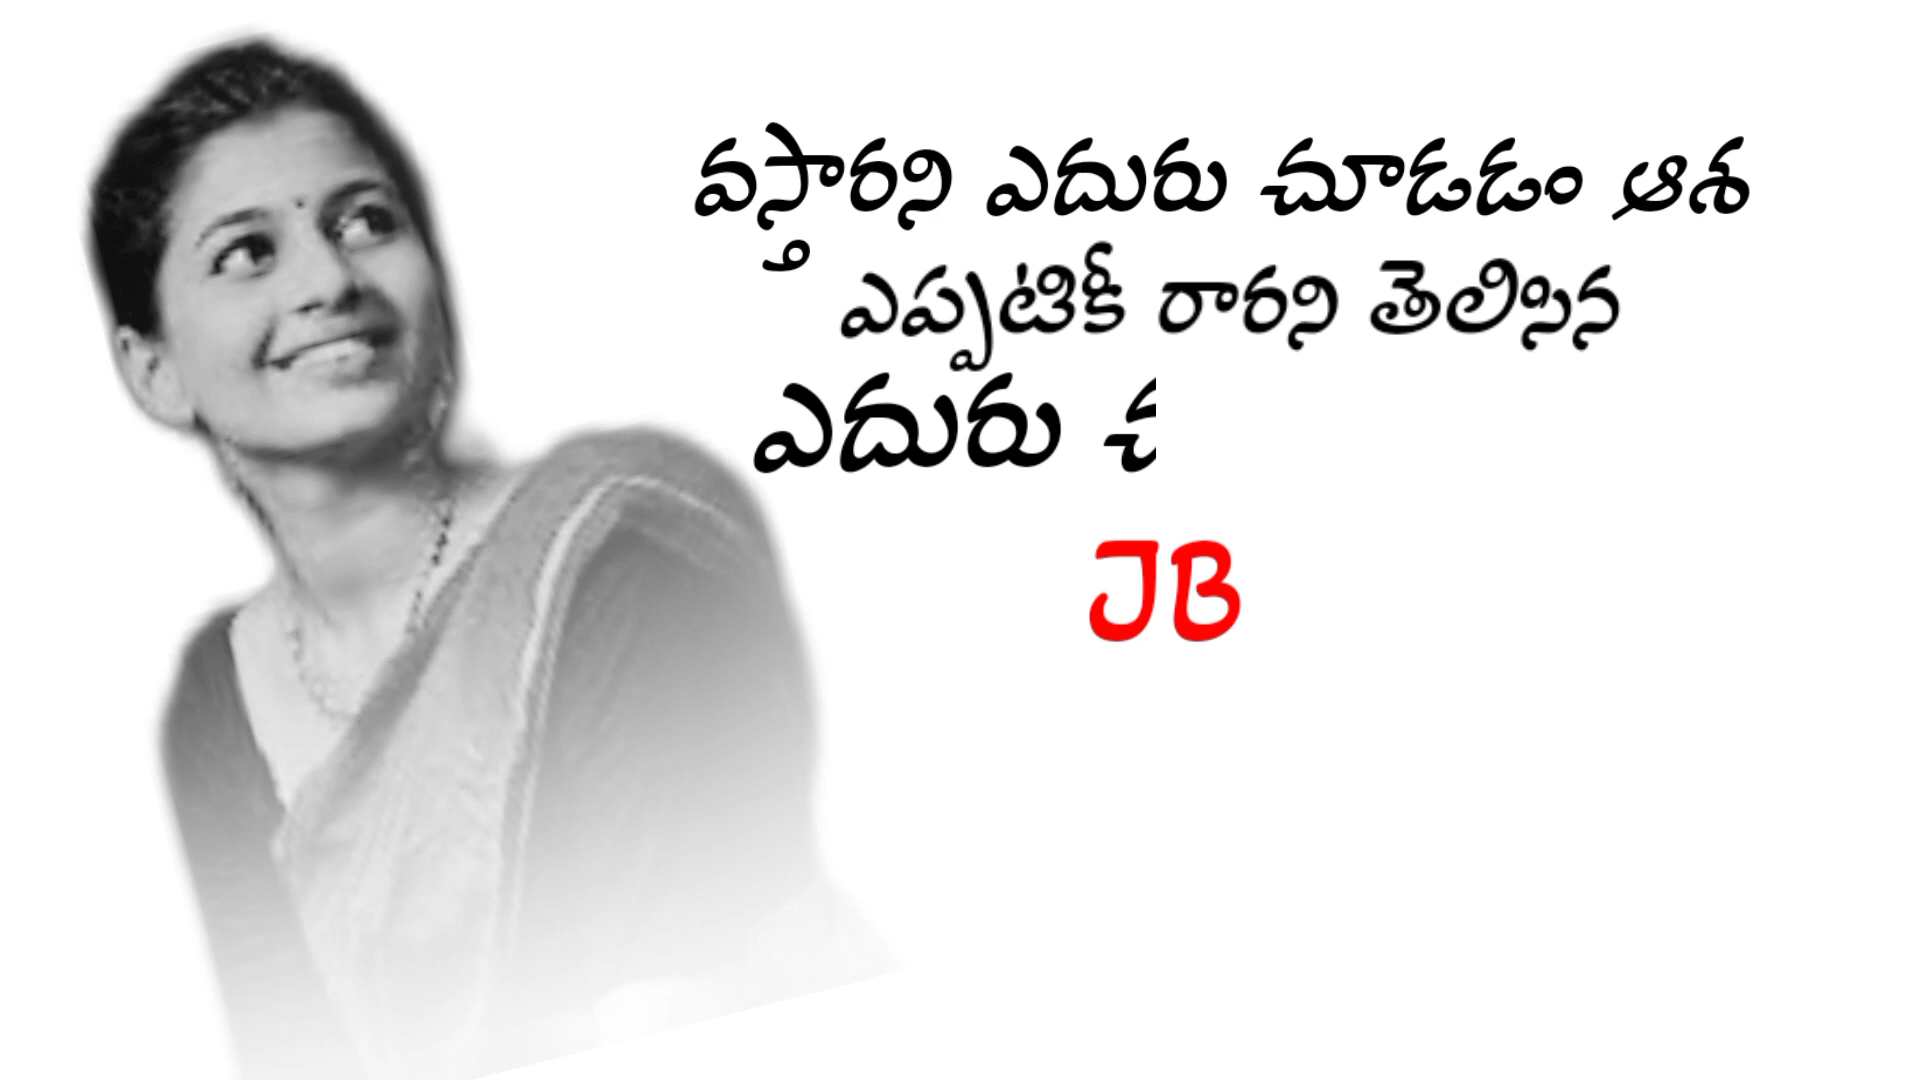 వస్తారని ఎదురు చూడడం ఆశ
ఎప్పటికీ రారని తెలిసిన
ఎదురు
JB